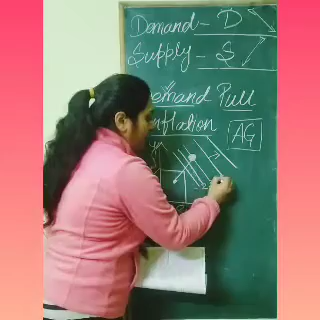 Demand - D
Supply - S
Demand Pull
Inflation
AG